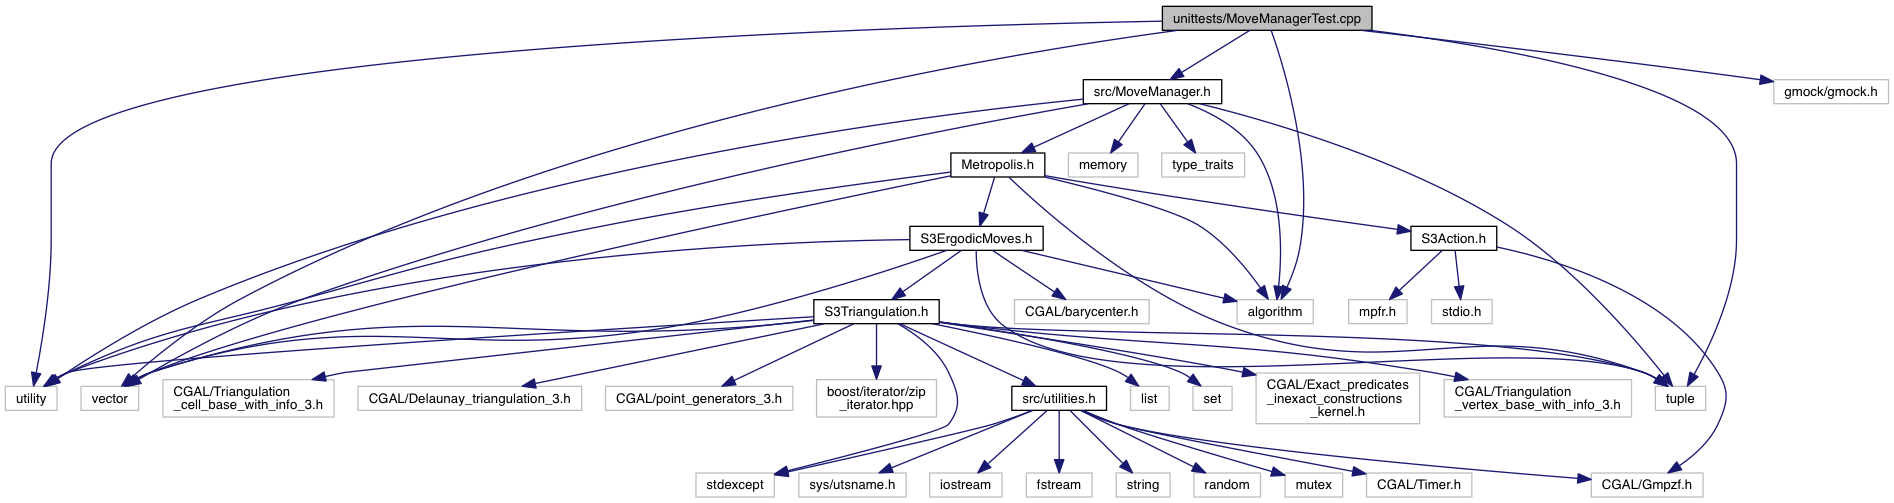 unittests/MoveManagerTest.cpp
src/MoveManager.h
gmock/gmock.h
Metropolis.h
memory
type_traits
S3ErgodicMoves.h
S3Action.h
S3Triangulation.h
CGAL/barycenter.h
algorithm
mpfr.h
stdio.h
utility
vector
CGAL/Triangulation
_cell_base_with_info_3.h
CGAL/Delaunay_triangulation_3.h
CGAL/point_generators_3.h
boost/iterator/zip
_iterator.hpp
src/utilities.h
list
set
CGAL/Exact_predicates
_inexact_constructions
_kernel.h
CGAL/Triangulation
_vertex_base_with_info_3.h
tuple
stdexcept
sys/utsname.h
iostream
fstream
string
random
mutex
CGAL/Timer.h
CGAL/Gmpzf.h